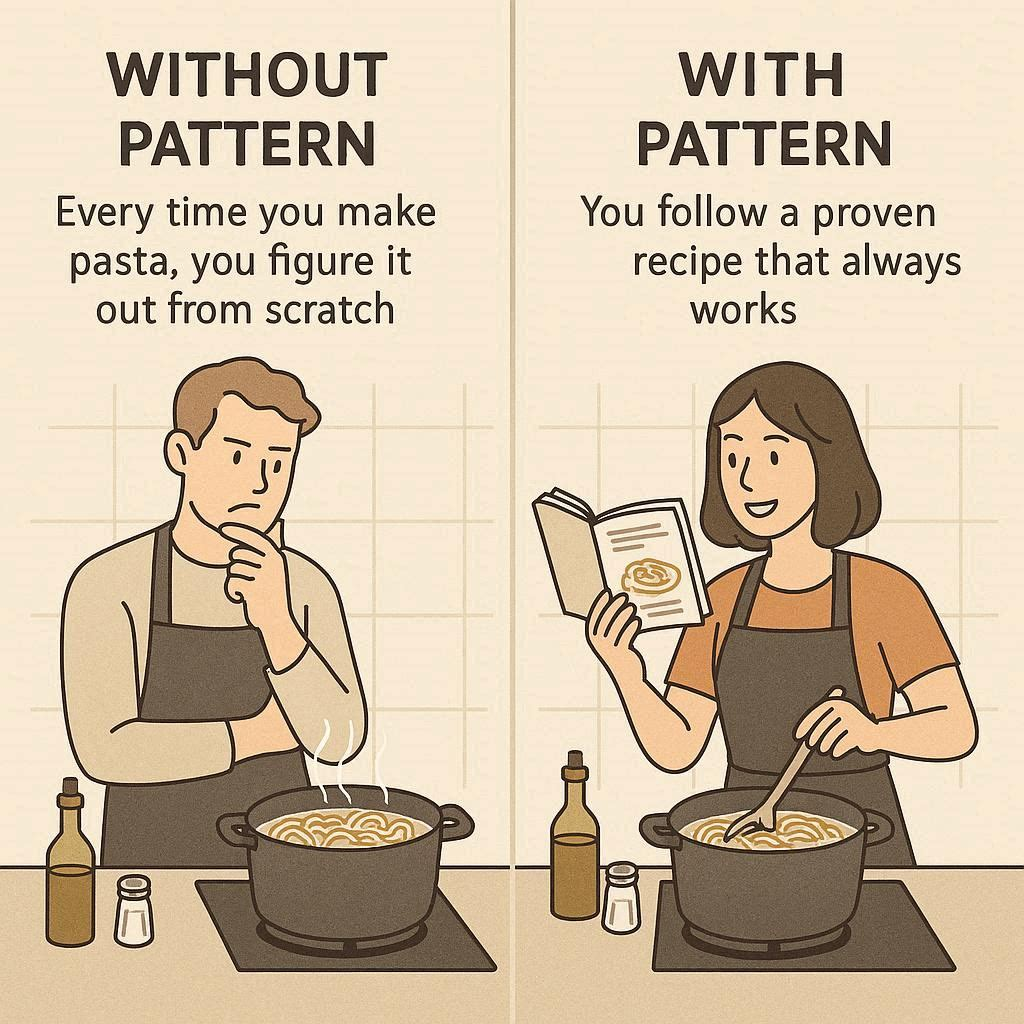 WITHOUT
PATTERN
Every time you make
pasta, you figure it
out from scratch
WITH
PATTERN
You follow a proven
recipe that always
works